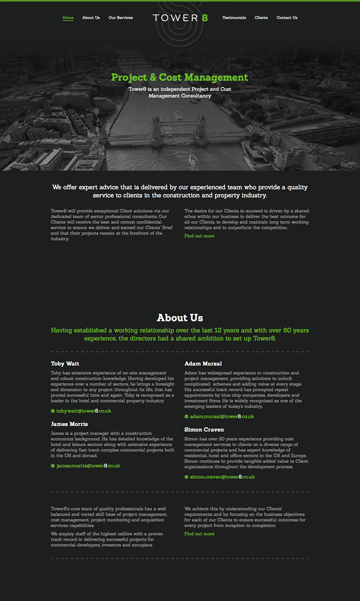 Home About Us Our Services TOWER 8 Testimonials Clients Contact Us
Project & Cost Management
Tower8 is an independent Project and Cost
Management Consultancy
We offer expert advice that is delivered by our experienced team who provide a quality
service to clients in the construction and property industry.
Tower8 will provide exceptional Client solutions via our
dedicated team of senior professional consultants. Our
Clients will receive the best and utmost confidential
service to ensure we deliver and exceed our Clients' Brief
and that their projects remain at the forefront of the
industry.
The desire for our Clients to succeed is driven by a shared
ethos within our business to deliver the best outcome for
all our Clients, to develop and maintain long term working
relationships and to outperform the competition.
Find out more
About Us
Having established a working relationship over the last 12 years and with over 60 years
experience, the directors had a shared ambition to set up Tower8.
Toby Wait
Toby has extensive experience of on-site management
and robust construction knowledge. Having developed his
experience over a number of sectors, he brings a foresight
and dimension to any project throughout its life, that has
proved successful time and again. Toby is recognised as a
leader in the hotel and commercial property industry.
toby.wait@tower8.co.uk
James Morris
James is a project manager with a construction
economics background. He has detailed knowledge of the
hotel and leisure sectors along with extensive experience
of delivering fast track complex commercial projects both
in the UK and abroad.
james.morris@tower8.co.uk
Adam Mursal
Adam has widespread experience in construction and
project management, providing solutions to unlock
complicated schemes and adding value at every stage.
His successful track record has prompted repeat
appointments by blue chip companies, developers and
investment firms. He is widely recognised as one of the
emerging leaders of today's industry.
adam.mursal@tower8.co.uk
Simon Craven
Simon has over 20 years experience providing cost
management services to clients on a diverse range of
commercial projects and has expert knowledge of
residential, hotel and office sectors in the UK and Europe.
Simon continues to provide tangible added value to Client
organisations throughout the development process.
simon.craven@tower8.co.uk
Tower8's core team of quality professionals has a well
balanced and varied skill base of project management,
cost management, project monitoring and acquisition
services capabilities.
We employ staff of the highest calibre with a proven
track record in delivering successful projects for
commercial developers, investors and occupiers.
We achieve this by understanding our Clients'
requirements and by focusing on the business objectives
for each of our Clients to ensure successful outcomes for
every project from inception to completion.
Find out more